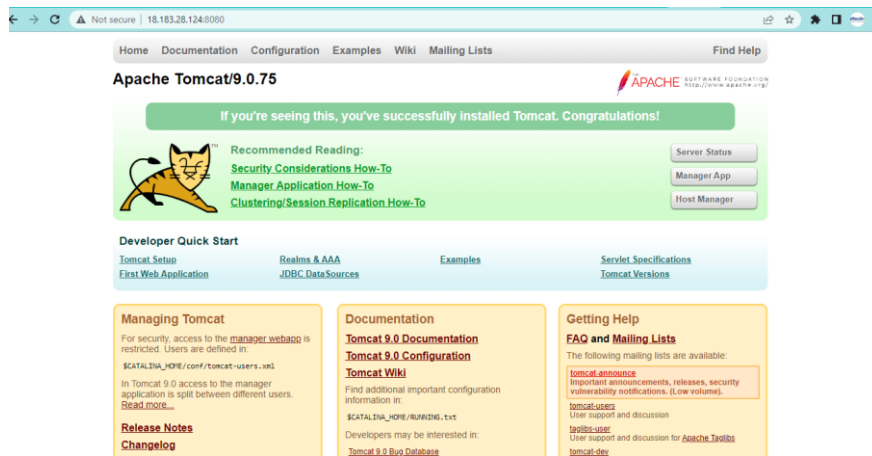 Not secure | 18.183.28.124:8080
Home Documentation Configuration Examples Wiki Mailing Lists Find Help
Apache Tomcat/9.0.75
THE
APACHE SOFTWARE FOUNDATION
http://www.apache.org/
If you're seeing this, you've successfully installed Tomcat. Congratulations!
TM
Recommended Reading:
Security Considerations How-To
Manager Application How-To
Clustering/Session Replication How-To
Server Status
Manager App
Host Manager
Developer Quick Start
Tomcat Setup
First Web Application
Realms & AAA
JDBC DataSources
Examples
Servlet Specifications
Tomcat Versions
Managing Tomcat
For security, access to the manager webapp is
restricted. Users are defined in:
$CATALINA_HOME/conf/tomcat-users.xml
In Tomcat 9.0 access to the manager
application is split between different users.
Read more...
Release Notes
Changelog
Documentation
Tomcat 9.0 Documentation
Tomcat 9.0 Configuration
Tomcat Wiki
Find additional important configuration
information in:
$CATALINA_HOME/RUNNING.txt
Developers may be interested in:
Tomcat 9.0 Bug Database
Getting Help
FAQ and Mailing Lists
The following mailing lists are available:
tomcat-announce
Important announcements, releases, security
vulnerability notifications. (Low volume).
tomcat-users
User support and discussion
taglibs-user
User support and discussion for Apache Taglibs
tomcat-dev